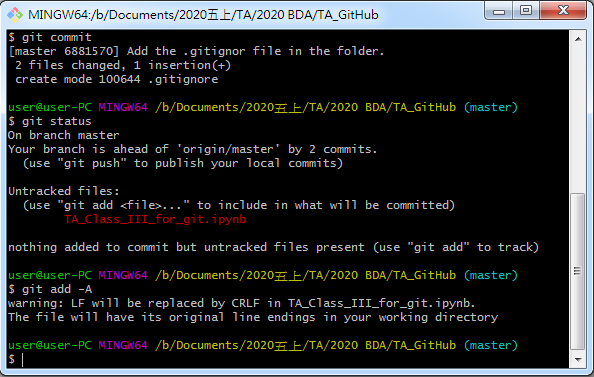 MINGW64:/b/Documents/2020五上/TA/2020 BDA/TA_GitHub
$ git commit
[master 6881570] Add the .gitignor file in the folder.
 2 files changed, 1 insertion(+)
 create mode 100644 .gitignore
user@user-PC MINGW64 /b/Documents/2020五上/TA/2020 BDA/TA_GitHub (master)
$ git status
On branch master
Your branch is ahead of 'origin/master' by 2 commits.
  (use "git push" to publish your local commits)
Untracked files:
  (use "git add <file>..." to include in what will be committed)
        TA_Class_III_for_git.ipynb
nothing added to commit but untracked files present (use "git add" to track)
user@user-PC MINGW64 /b/Documents/2020五上/TA/2020 BDA/TA_GitHub (master)
$ git add -A
warning: LF will be replaced by CRLF in TA_Class_III_for_git.ipynb.
The file will have its original line endings in your working directory
user@user-PC MINGW64 /b/Documents/2020五上/TA/2020 BDA/TA_GitHub (master)
$